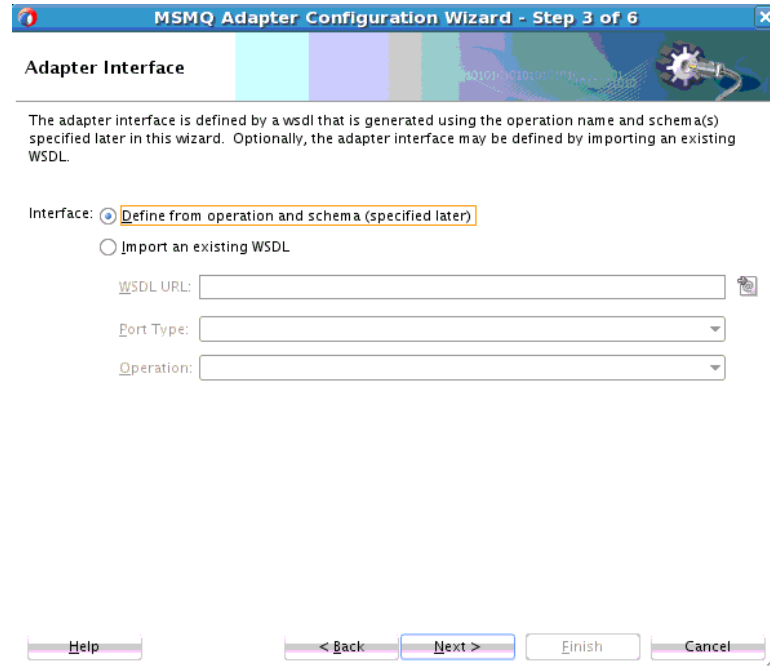 MSMQ Adapter Configuration Wizard - Step 3 of 6
Adapter Interface
The adapter interface is defined by a wsdl that is generated using the operation name and schema(s)
specified later in this wizard. Optionally, the adapter interface may be defined by importing an existing
WSDL.
Interface: Define from operation and schema (specified later)
Import an existing WSDL
WSDL URL:
Port Type:
Operation:
Help < Back Next > Finish Cancel